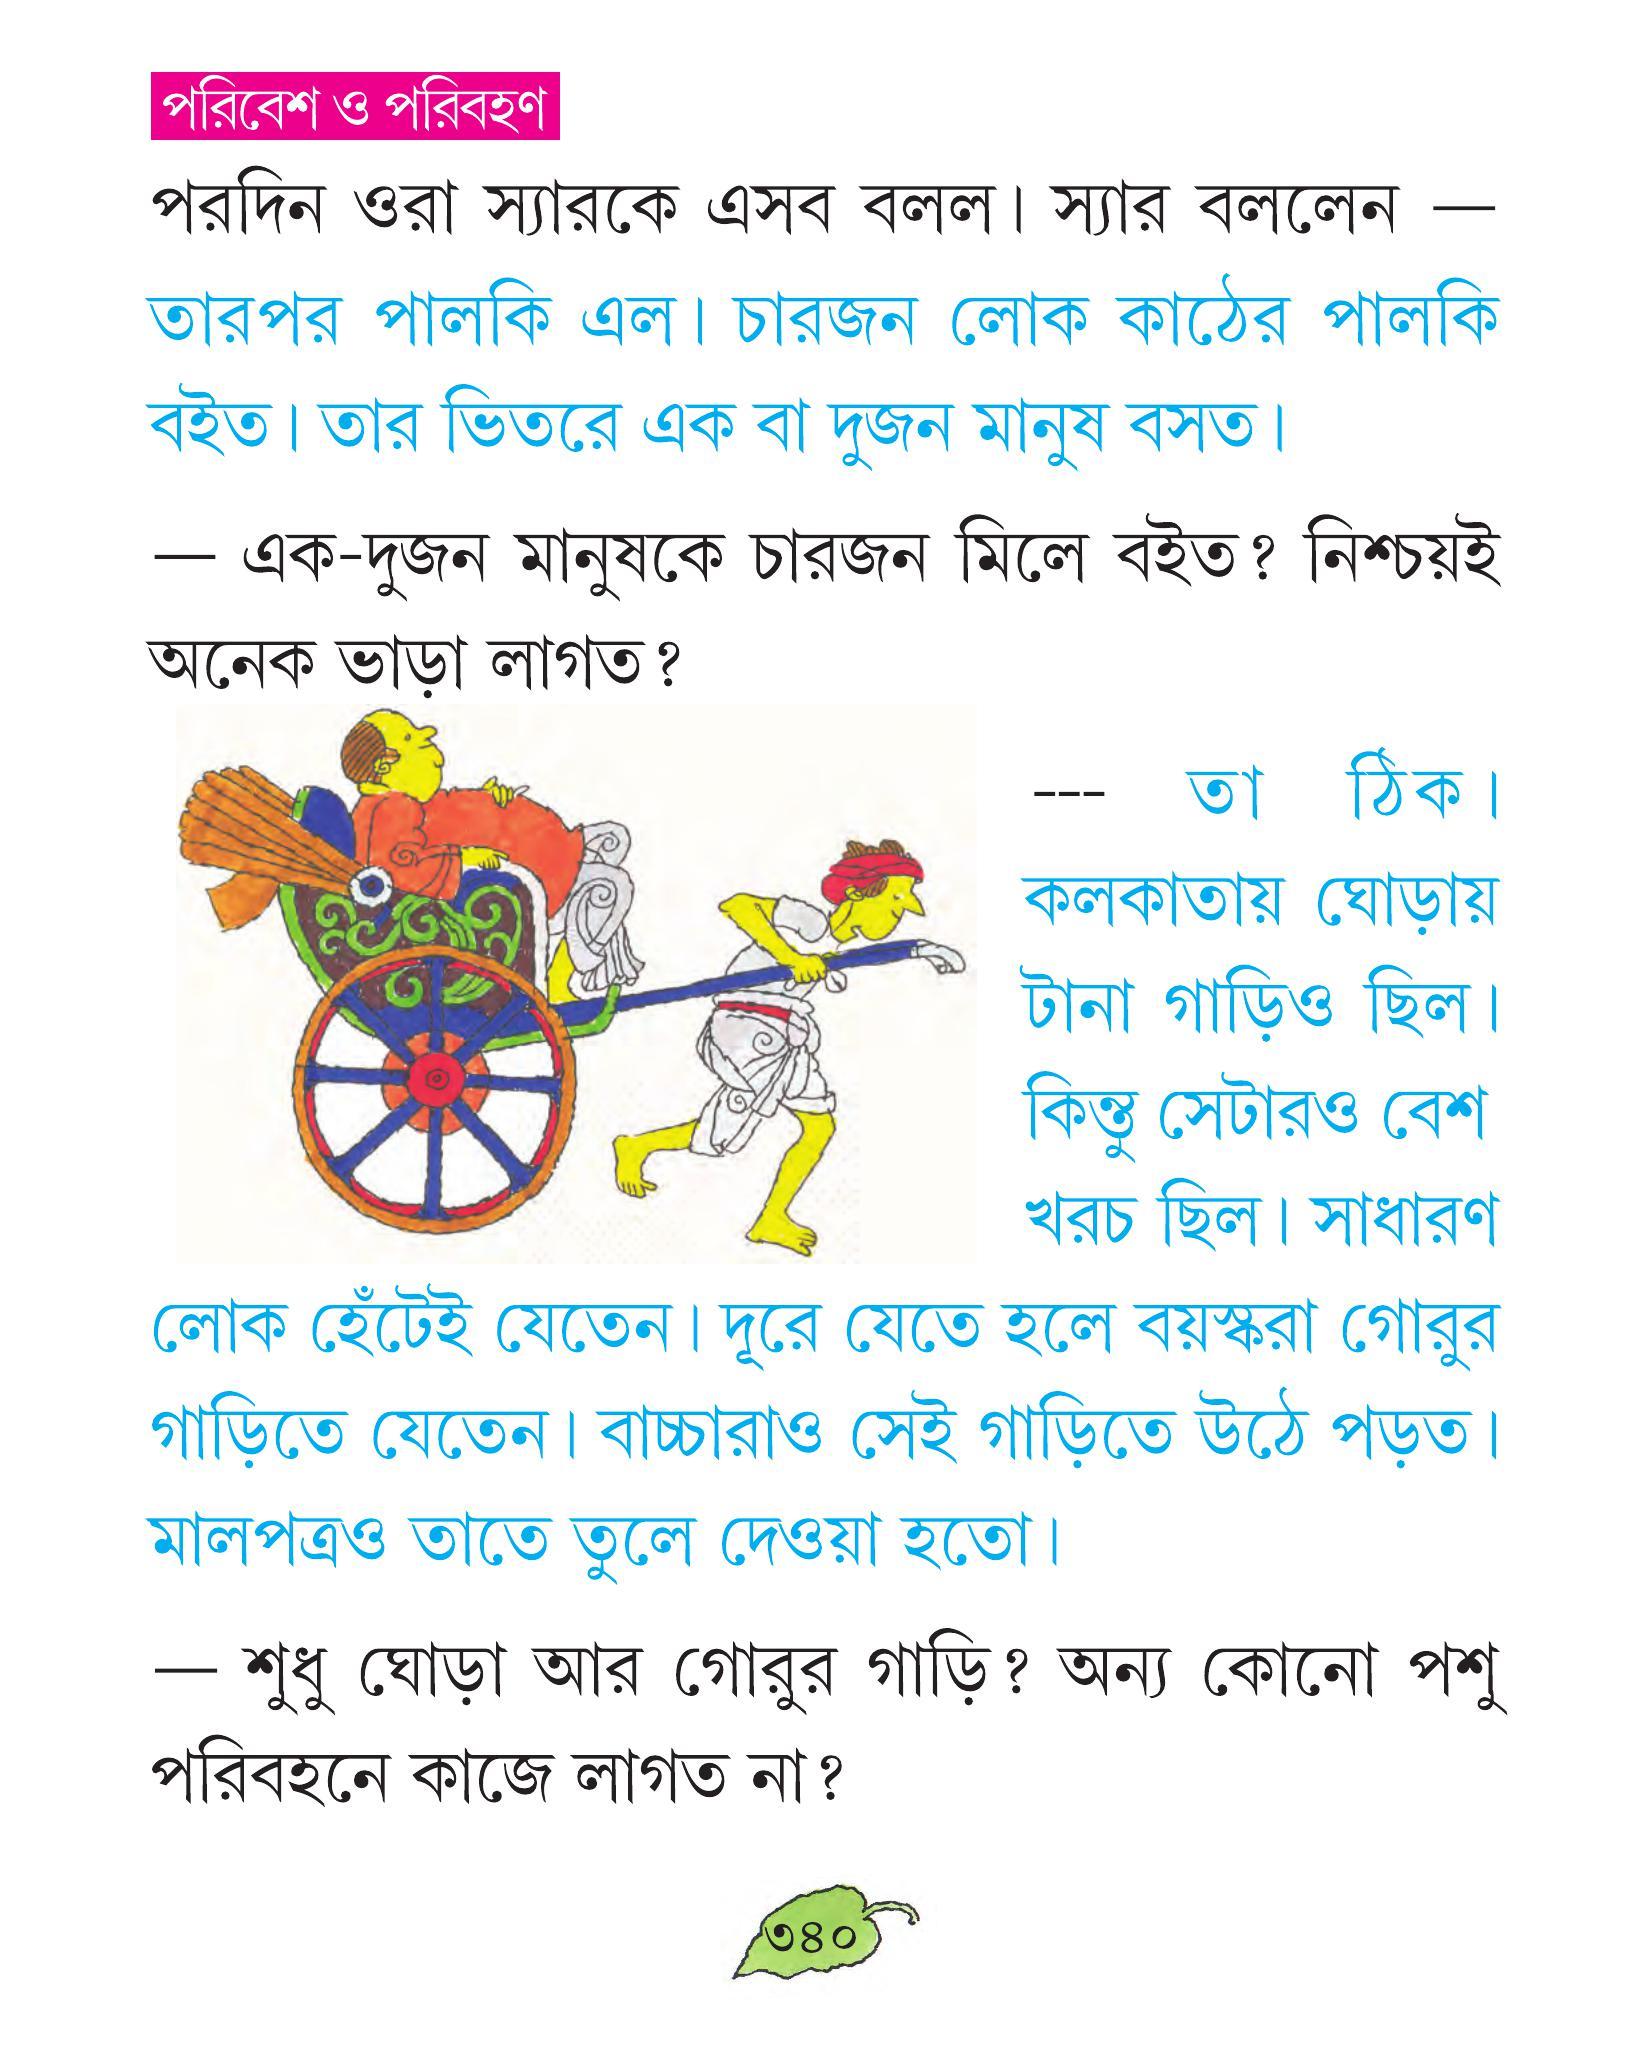 পরিবেশ ও পরিবহণ
পরদিন ওরা স্যারকে এসব বলল। স্যার বললেন —
তারপর পালকি এল। চারজন লোক কাঠের পালকি
বইত। তার ভিতরে এক বা দুজন মানুষ বসত।
— এক-দুজন মানুষকে চারজন মিলে বইত? নিশ্চয়ই
অনেক ভাড়া লাগত?
--- তা ঠিক।
কলকাতায় ঘোড়ায়
টানা গাড়িও ছিল।
কিন্তু সেটারও বেশ
খরচ ছিল। সাধারণ
লোক হেঁটেই যেতেন। দূরে যেতে হলে বয়স্করা গোরুর
গাড়িতে যেতেন। বাচ্চারাও সেই গাড়িতে উঠে পড়ত।
মালপত্রও তাতে তুলে দেওয়া হতো।
— শুধু ঘোড়া আর গোরুর গাড়ি? অন্য কোনো পশু
পরিবহনে কাজে লাগত না?
৩৪০